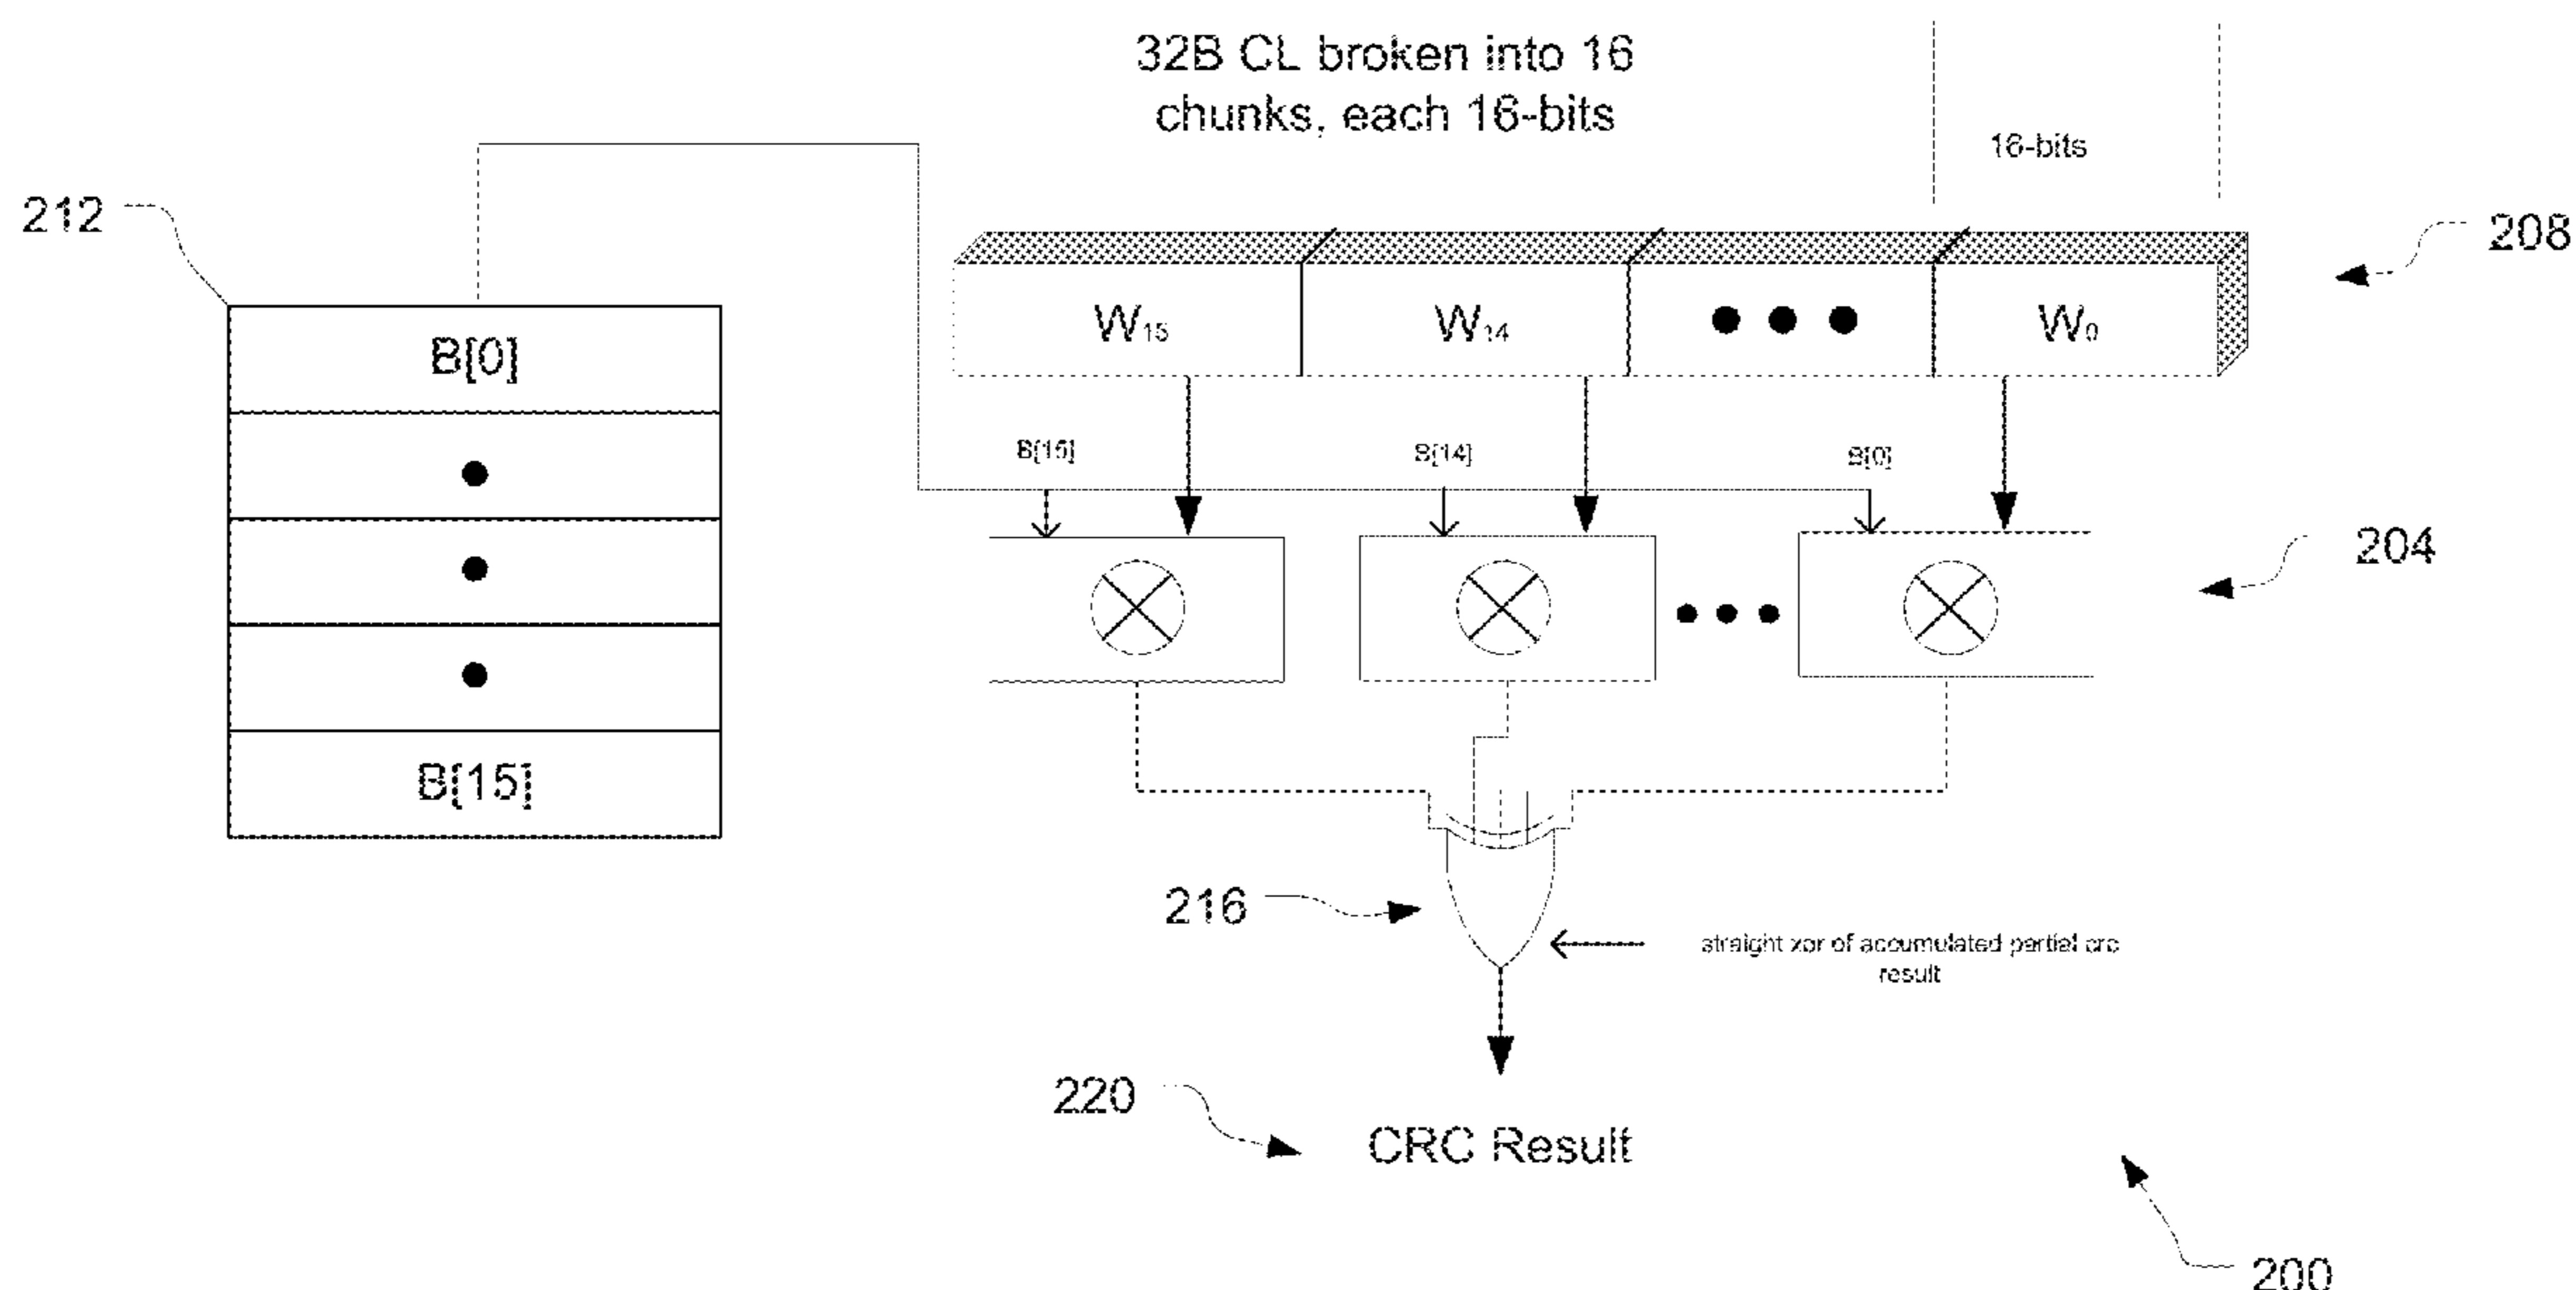 32B CL broken into 16
chunks, each 16-bits
16-bits
212
208
B[0]
W15
W14
W0
B[15]
B[14]
B[0]
204
B[15]
216
straight xor of accumulated partial crc
result
220
CRC Result
200